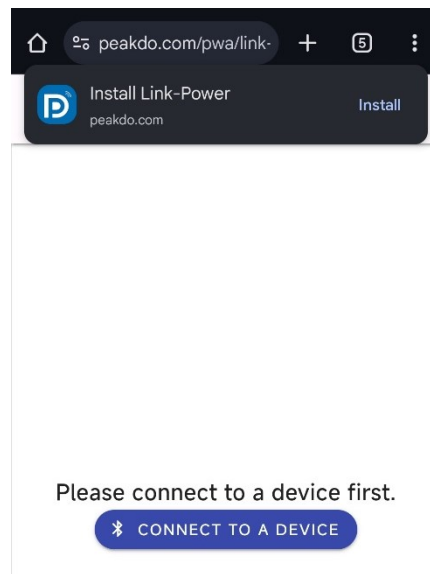 peakdo.com/pwa/link-
5
Install Link-Power
peakdo.com
Install
Please connect to a device first.
CONNECT TO A DEVICE